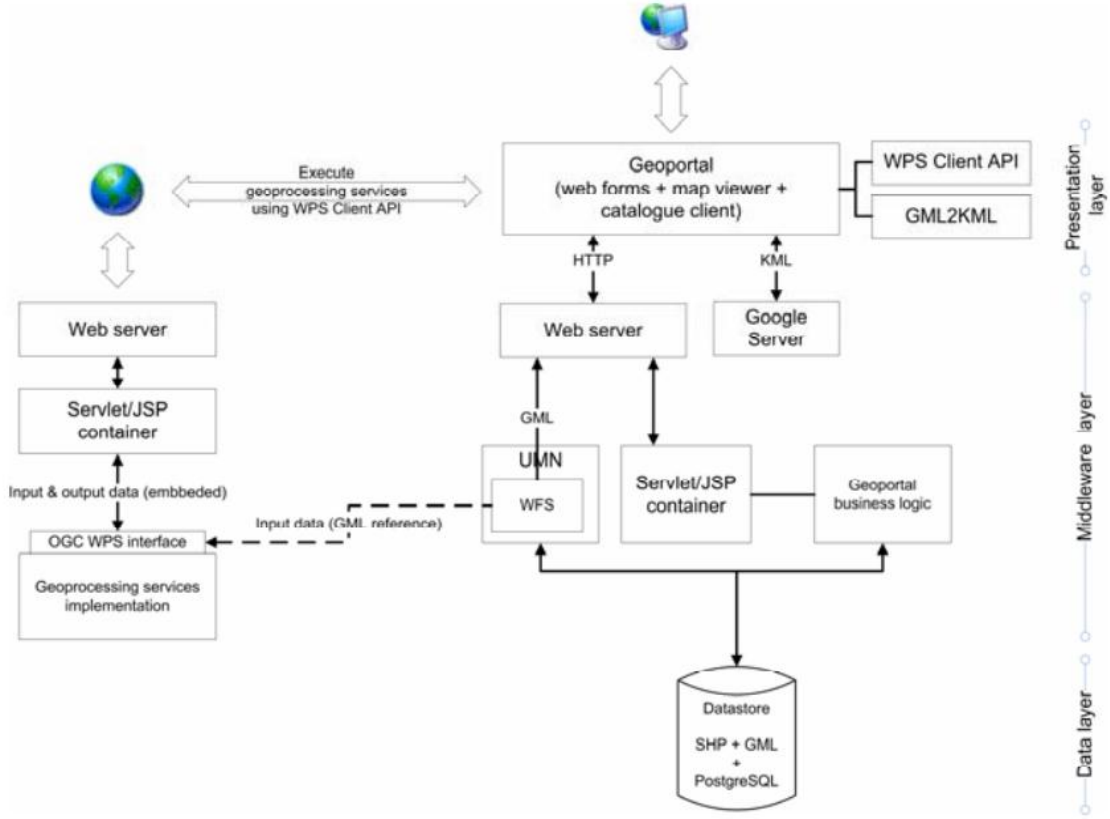 Execute
geoprocessing services
using WPS Client API
Geoportal
(web forms + map viewer +
catalogue client)
WPS Client API
GML2KML
Presentation
layer
HTTP
KML
Web server
Web server
Google
Server
Servlet/JSP
container
GML
UMN
WFS
Servlet/JSP
container
Geoportal
business logic
Middleware layer
Input & output data (embbeded)
Input data (GML reference)
OGC WPS interface
Geoprocessing services
implementation
Datastore
SHP + GML
+
PostgreSQL
Data layer